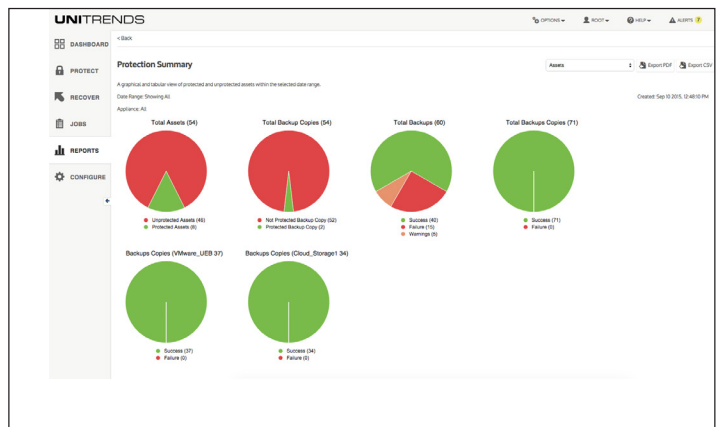 UNITRENDS
OPTIONS
ROOT
HELP
ALERTS 7
DASHBOARD
PROTECT
RECOVER
JOBS
REPORTS
CONFIGURE
< Back
Protection Summary
Assets
Export PDF
Export CSV
A graphical and tabular view of protected and unprotected assets within the selected date range.
Date Range: Showing All
Created: Sep 10 2015, 12:48:10 PM
Appliance: All
Total Assets (54)
Unprotected Assets (46)
Protected Assets (8)
Total Backup Copies (54)
Not Protected Backup Copy (52)
Protected Backup Copy (2)
Total Backups (60)
Success (40)
Failure (15)
Warnings (5)
Total Backups Copies (71)
Success (71)
Failure (0)
Backups Copies (VMware_UEB 37)
Success (37)
Failure (0)
Backups Copies (Cloud_Storage1 34)
Success (34)
Failure (0)